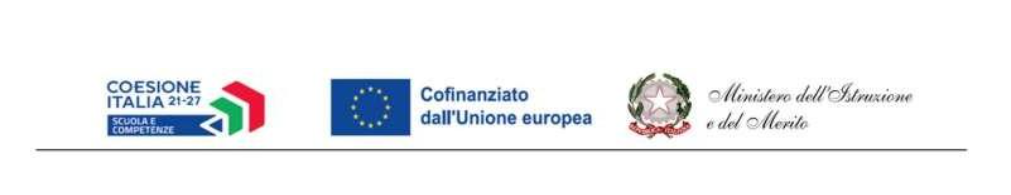 COESIONE
ITALIA 21-27
SCUOLA E
COMPETENZE
Cofinanziato
dall'Unione europea
Ministero dell'Istruzione
e del Merito